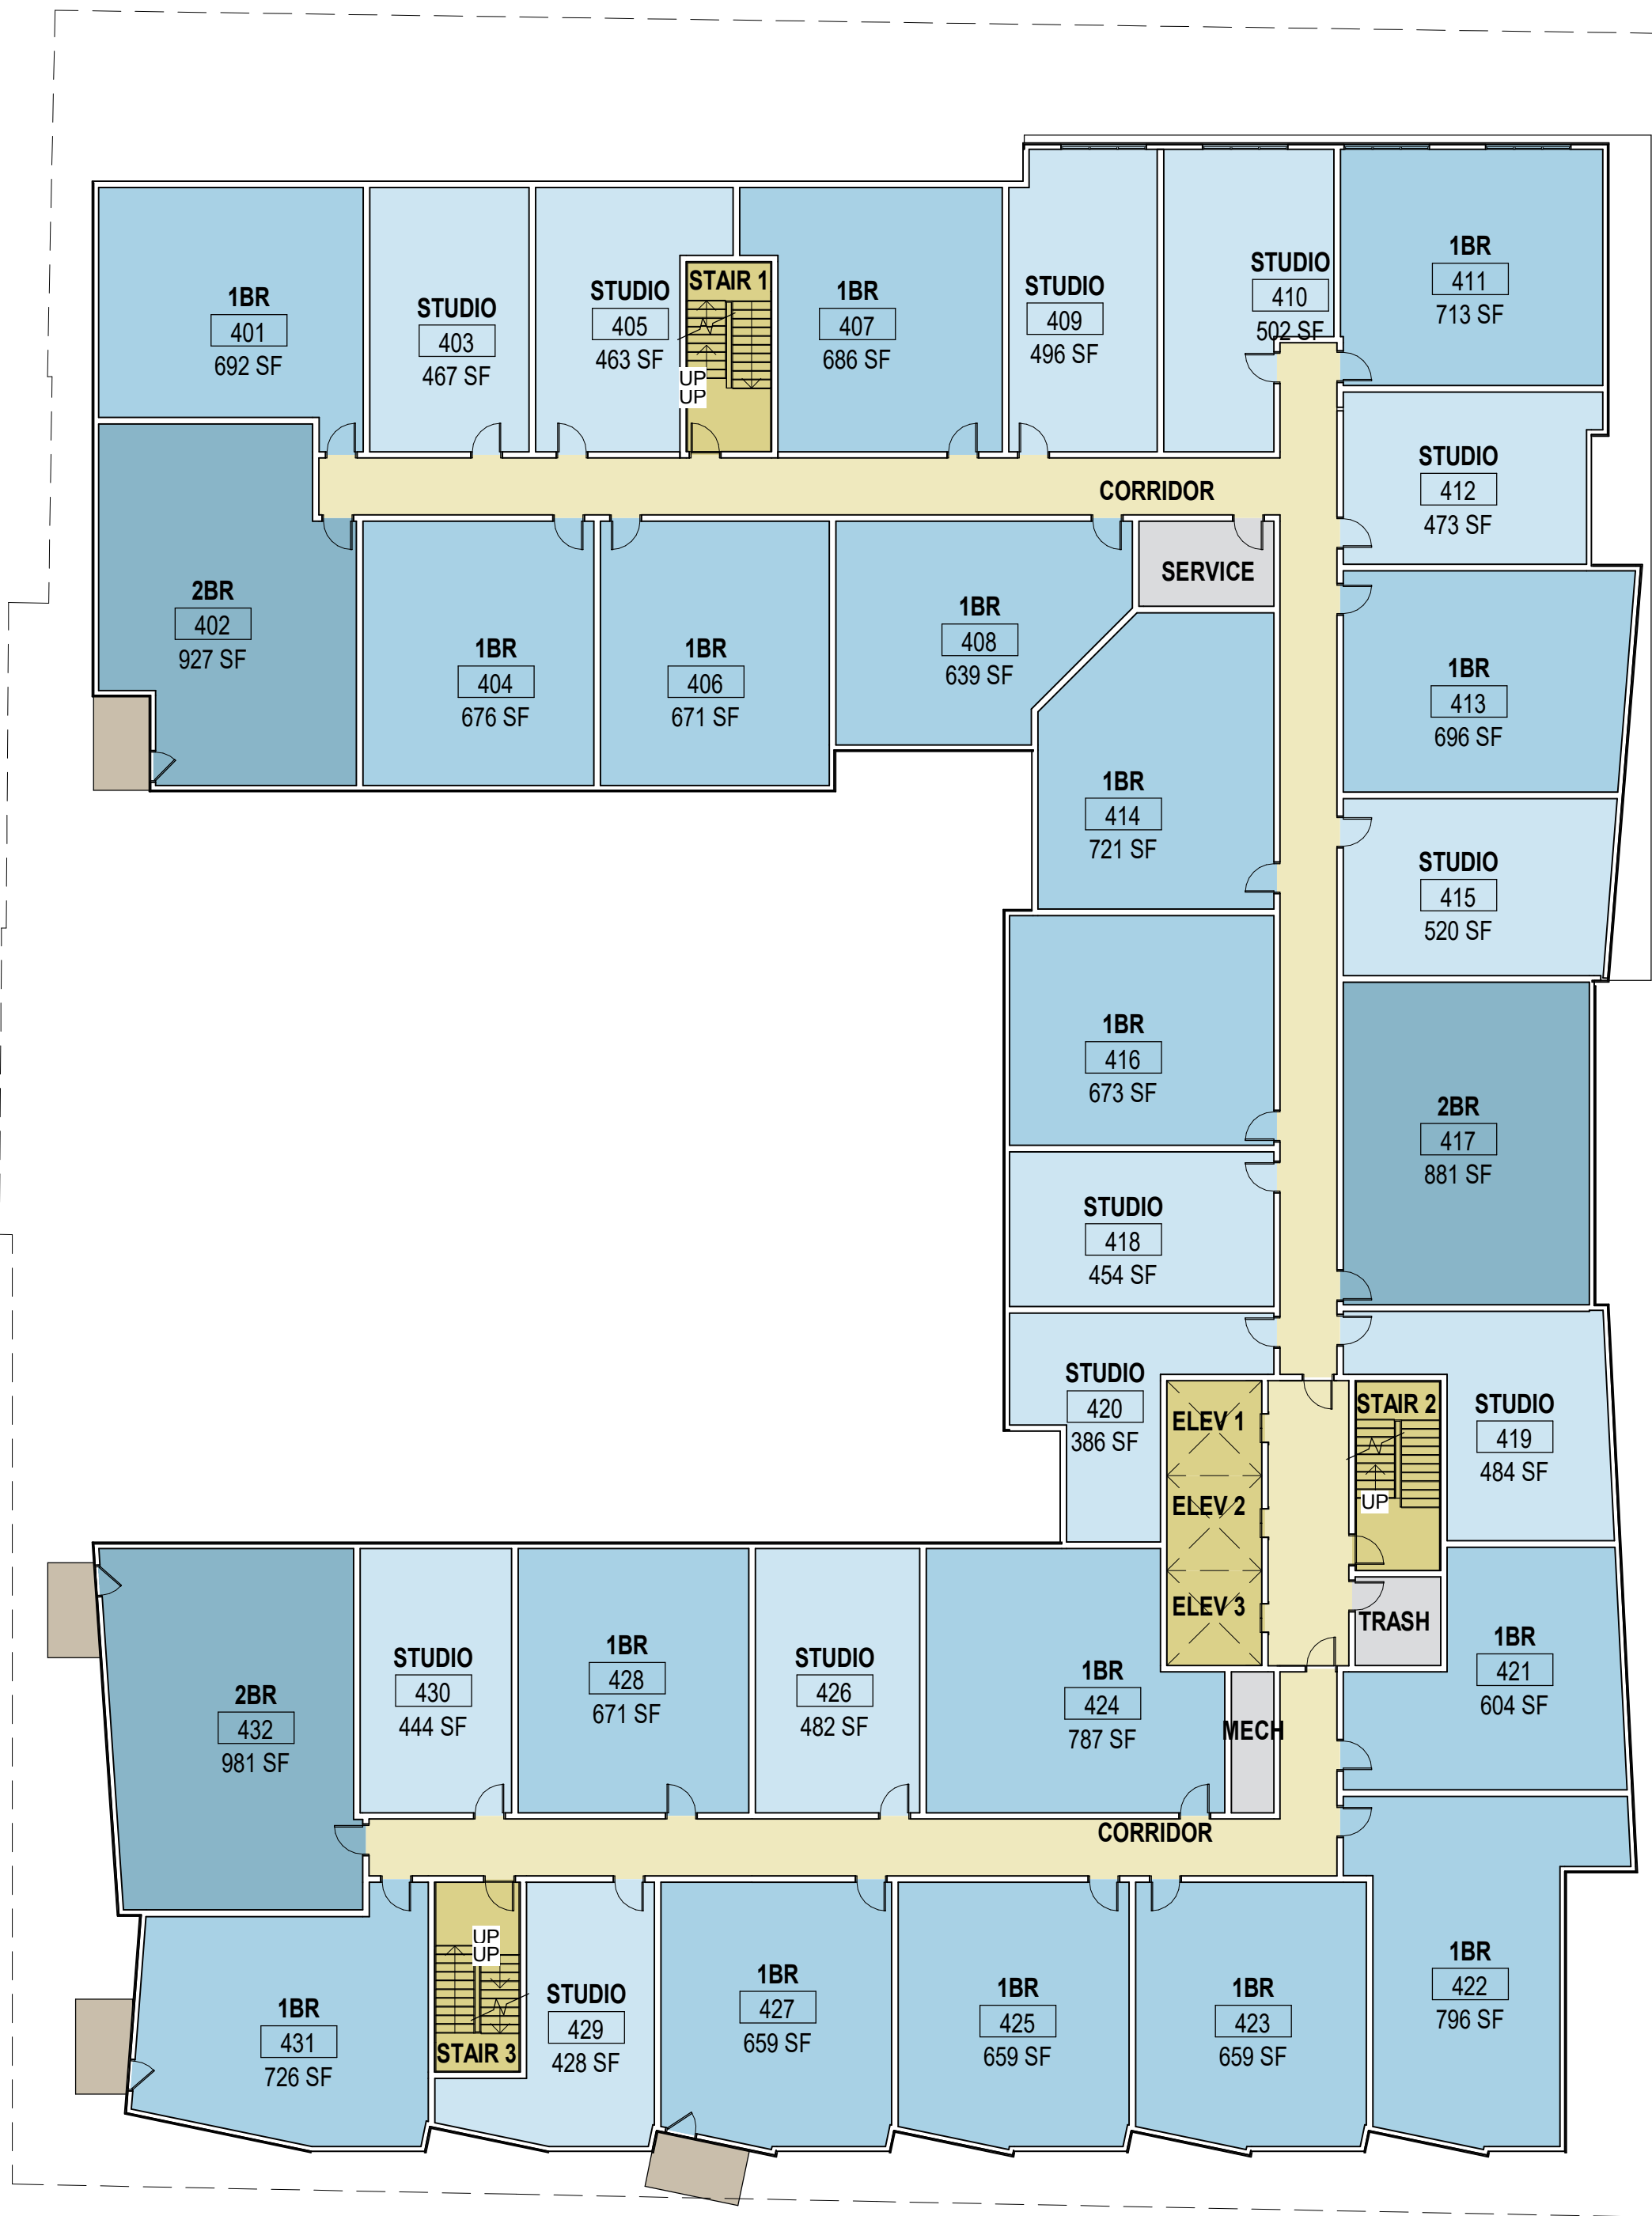 1BR
401
692 SF
STUDIO
403
467 SF
STUDIO
405
463 SF
STAIR 1
UP
UP
1BR
407
686 SF
STUDIO
409
496 SF
STUDIO
410
502 SF
1BR
411
713 SF
CORRIDOR
STUDIO
412
473 SF
SERVICE
2BR
402
927 SF
1BR
404
676 SF
1BR
406
671 SF
1BR
408
639 SF
1BR
413
696 SF
1BR
414
721 SF
STUDIO
415
520 SF
1BR
416
673 SF
2BR
417
881 SF
STUDIO
418
454 SF
STUDIO
420
386 SF
ELEV 1
ELEV 2
ELEV 3
STAIR 2
UP
STUDIO
419
484 SF
TRASH
1BR
421
604 SF
2BR
432
981 SF
STUDIO
430
444 SF
1BR
428
671 SF
STUDIO
426
482 SF
1BR
424
787 SF
MECH
CORRIDOR
1BR
431
726 SF
UP
UP
STAIR 3
STUDIO
429
428 SF
1BR
427
659 SF
1BR
425
659 SF
1BR
423
659 SF
1BR
422
796 SF